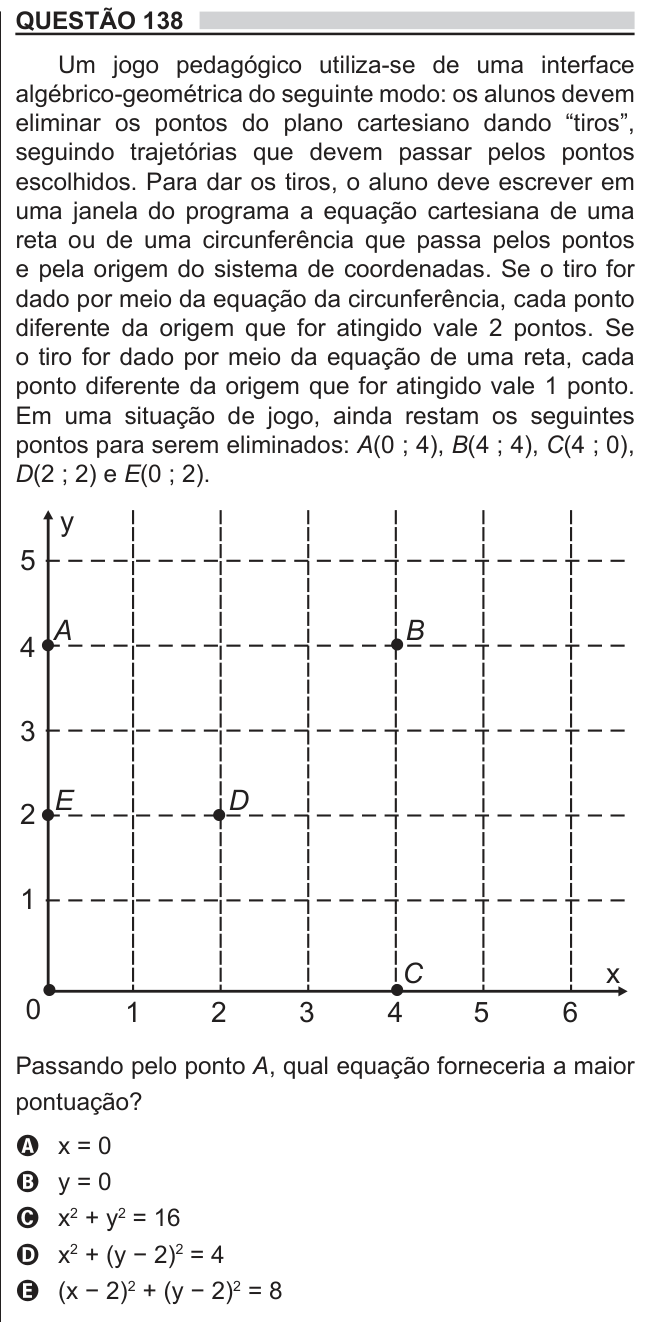 QUESTÃO 138
Um jogo pedagógico utiliza-se de uma interface
algébrico-geométrica do seguinte modo: os alunos devem
eliminar os pontos do plano cartesiano dando “tiros”,
seguindo trajetórias que devem passar pelos pontos
escolhidos. Para dar os tiros, o aluno deve escrever em
uma janela do programa a equação cartesiana de uma
reta ou de uma circunferência que passa pelos pontos
e pela origem do sistema de coordenadas. Se o tiro for
dado por meio da equação da circunferência, cada ponto
diferente da origem que for atingido vale 2 pontos. Se
o tiro for dado por meio da equação de uma reta, cada
ponto diferente da origem que for atingido vale 1 ponto.
Em uma situação de jogo, ainda restam os seguintes
pontos para serem eliminados: A(0 ; 4), B(4 ; 4), C(4 ; 0),
D(2 ; 2) e E(0 ; 2).
y
5
A
B
4
3
E
D
2
1
C
x
0 1 2 3 4 5 6
Passando pelo ponto A, qual equação forneceria a maior
pontuação?
A x = 0
B y = 0
C x² + y² = 16
D x² + (y − 2)² = 4
E (x − 2)² + (y − 2)² = 8